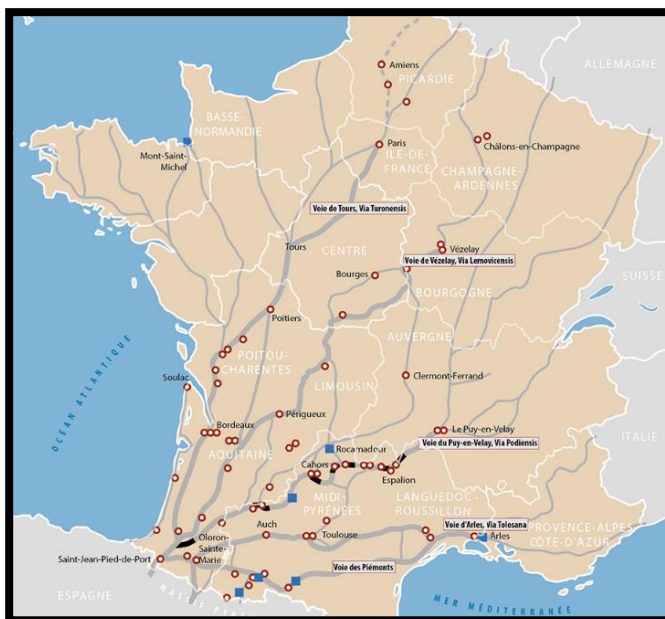 Amiens
PICARDIE
ALLEMAGNE
BASSE-
NORMANDIE
Mont-Saint-
Michel
Paris
ÎLE-DE-
FRANCE
Châlons-en-Champagne
CHAMPAGNE-
ARDENNES
Voie de Tours, Via Turonensis
Tours
CENTRE
Vézelay
Voie de Vézelay, Via Lemovicensis
Bourges
BOURGOGNE
SUISSE
Poitiers
AUVERGNE
POITOU-
CHARENTES
OCÉAN ATLANTIQUE
Soulac
LIMOUSIN
Clermont-Ferrand
Périgueux
Bordeaux
Le Puy-en-Velay
ITALIE
AQUITAINE
Rocamadour
Voie du Puy-en-Velay, Via Podiensis
Cahors
Espalion
MIDI-
PYRÉNÉES
LANGUEDOC-
ROUSSILLON
Auch
Voie d'Arles, Via Tolosana
PROVENCE-ALPES
CÔTE-D'AZUR
Oloron-
Sainte-
Marie
Toulouse
Arles
Saint-Jean-Pied-de-Port
Voie des Piémonts
ESPAGNE
MASSIF
MER MÉDITERRANÉE